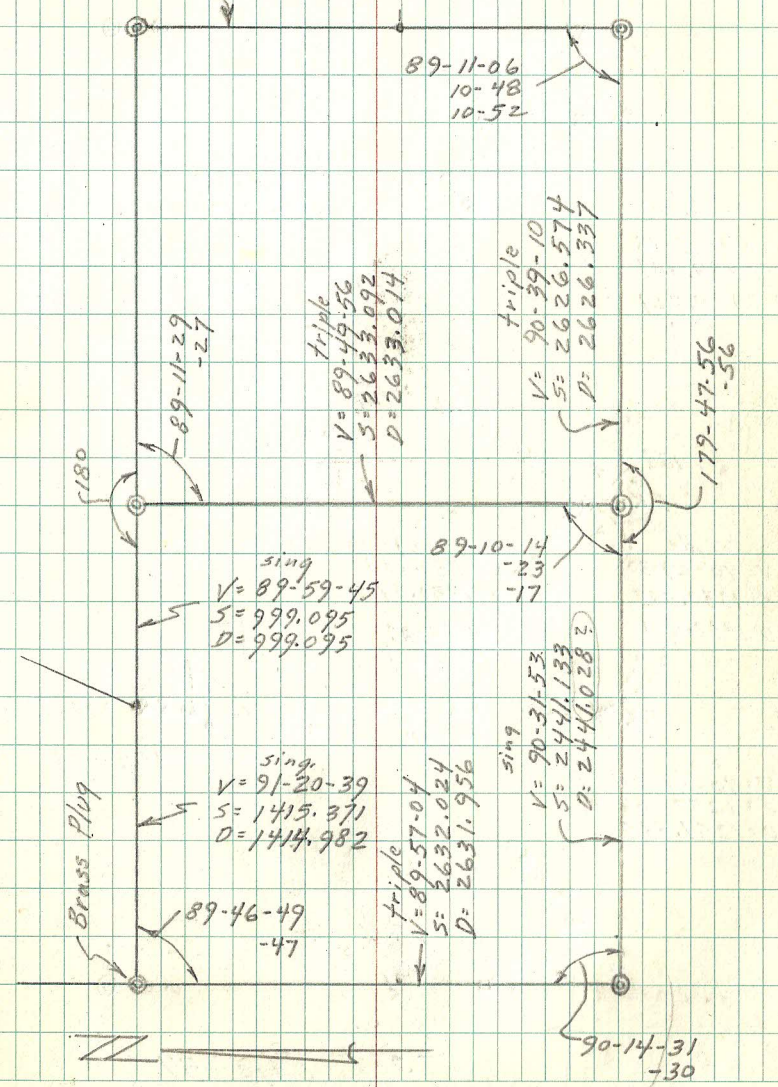 89-11-06
10-48
10-52
triple
V= 90-39-10
S= 2626.574
D= 2626.337
triple
V= 89-49-56
S= 2633.092
D= 2633.014
89-11-29
-27
180
179-47-56
-56
89-10-14
-23
-17
sing
V= 89-59-45
S= 999.095
D= 999.095
sing
V= 90-31-53
S= 2441.133
D= 2441.028 ?
sing.
V= 91-20-39
S= 1415.371
D= 1414.982
triple
V= 89-57-04
S= 2632.024
D= 2631.956
Brass Plug
89-46-49
-47
90-14-31
-30
N